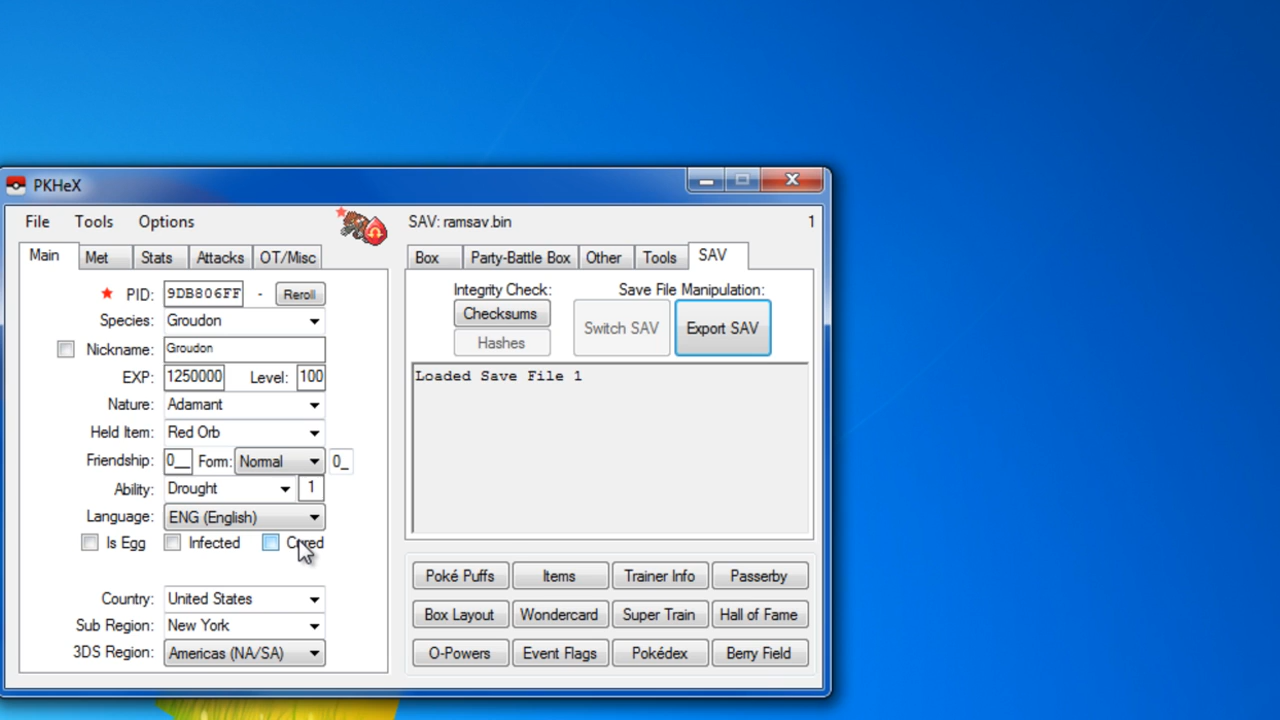 PKHeX
File Tools Options SAV: ramsav.bin 1
Main Met Stats Attacks OT/Misc
PID: 9DB806FF - Reroll
Species: Groudon
Nickname: Groudon
EXP: 1250000 Level: 100
Nature: Adamant
Held Item: Red Orb
Friendship: 0__ Form: Normal 0_
Ability: Drought 1
Language: ENG (English)
Is Egg Infected Cured
Country: United States
Sub Region: New York
3DS Region: Americas (NA/SA)
Box Party-Battle Box Other Tools SAV
Integrity Check: Save File Manipulation:
Checksums Switch SAV Export SAV
Hashes
Loaded Save File 1
Poké Puffs Items Trainer Info Passerby
Box Layout Wondercard Super Train Hall of Fame
O-Powers Event Flags Pokédex Berry Field